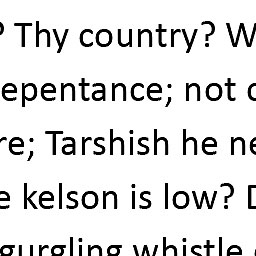 ? Thy country? W
epentance; not
re; Tarshish he ne
e kelson is low?
gurgling whistle